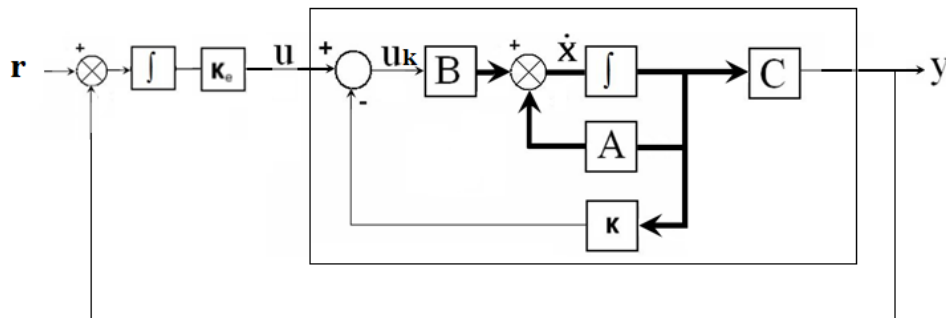 + + + ẋ
r ∫ Kₑ u uk B ∫ C y
-
A
K